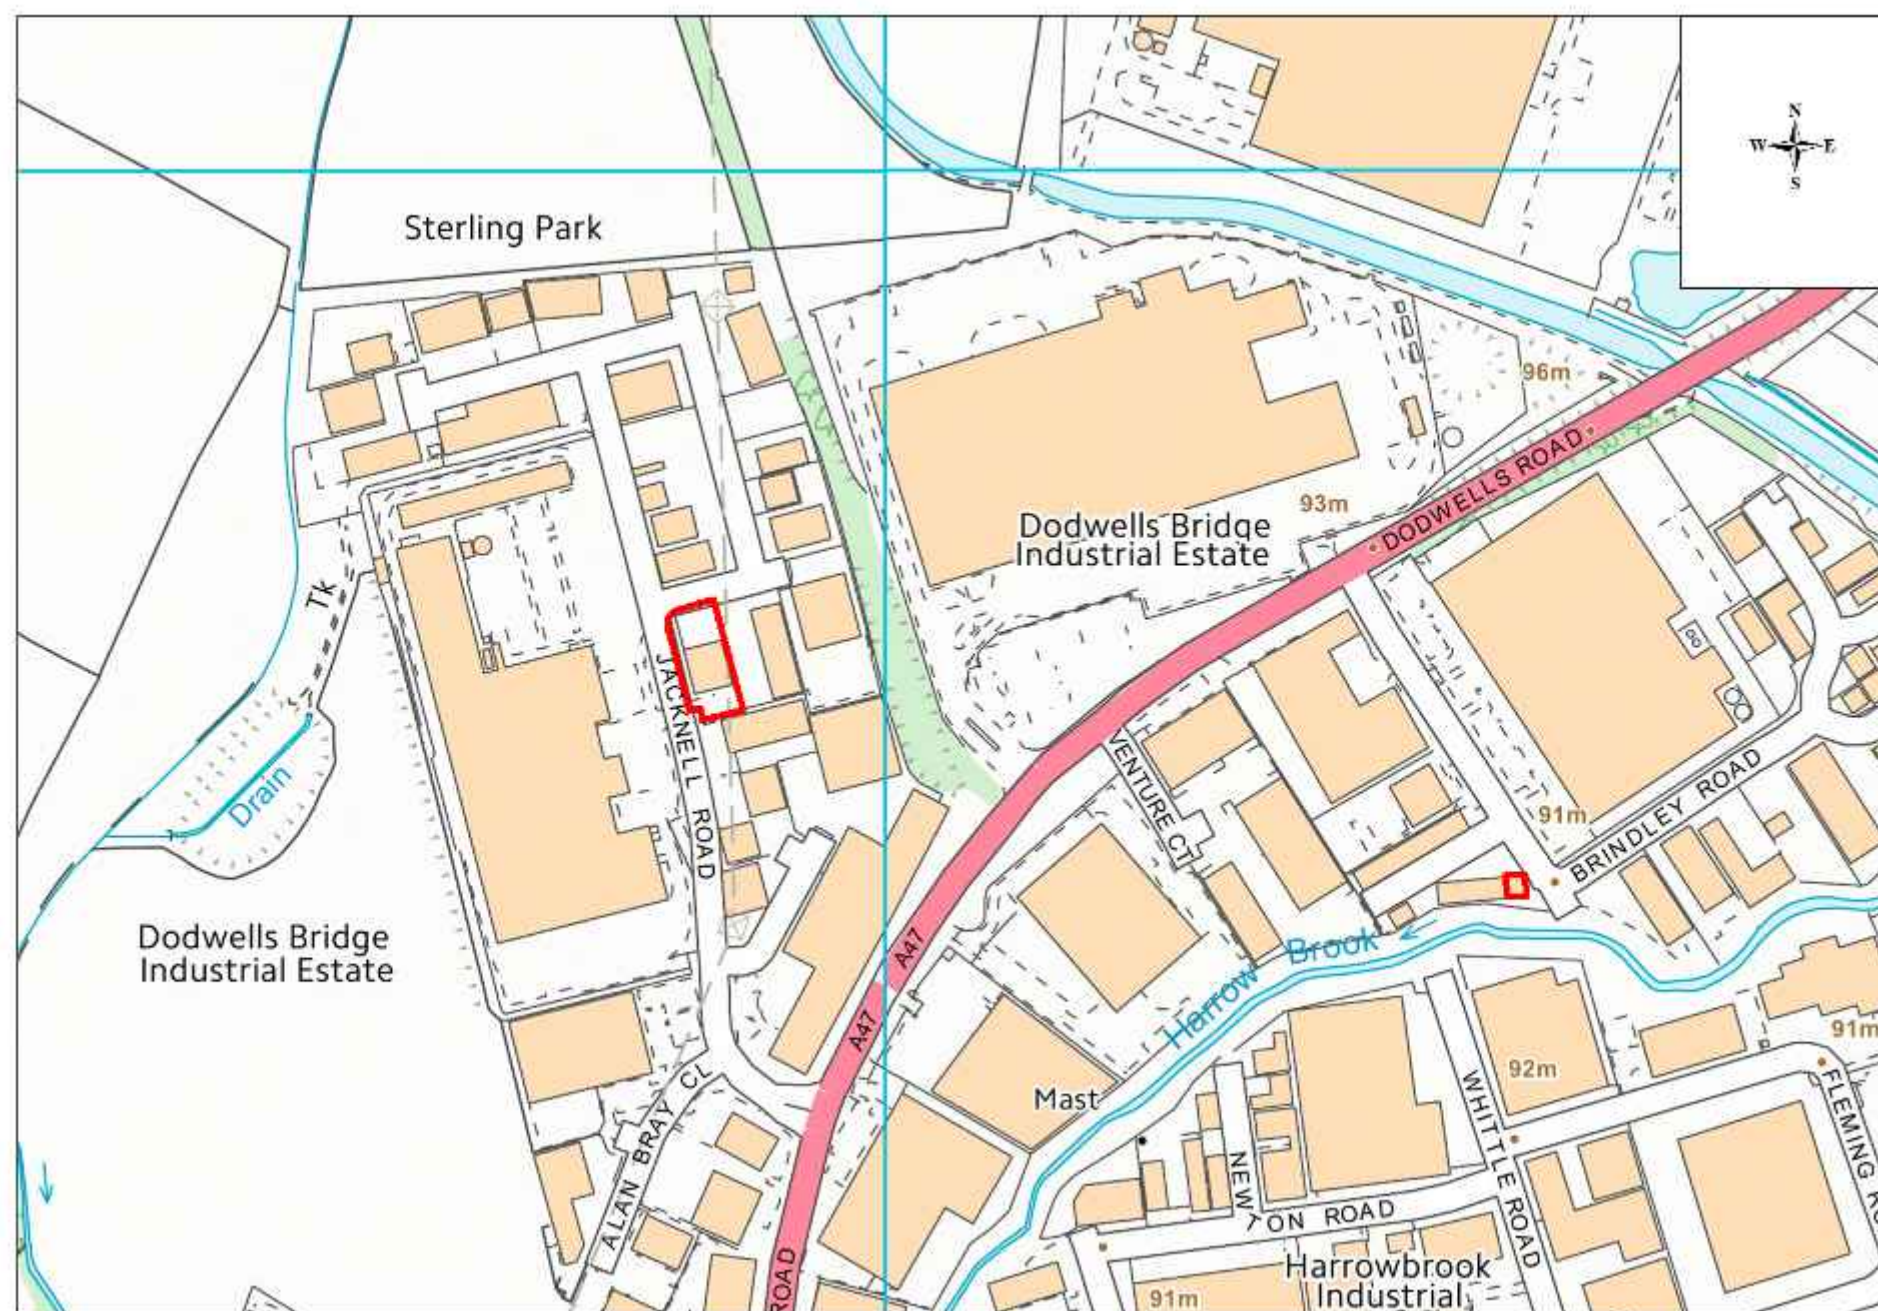 N
W E
S
Sterling Park
96m
93m
DODWELLS ROAD
Dodwells Bridge
Industrial Estate
Tk
JACKNELL ROAD
Drain
VENTURE CT
91m
BRINDLEY ROAD
Dodwells Bridge
Industrial Estate
A47
Harrow Brook
A47
91m
92m
Mast
ALAN BRAY CL
WHITTLE ROAD
FLEMING
NEWTON ROAD
ROAD
Harrowbrook
Industrial
91m